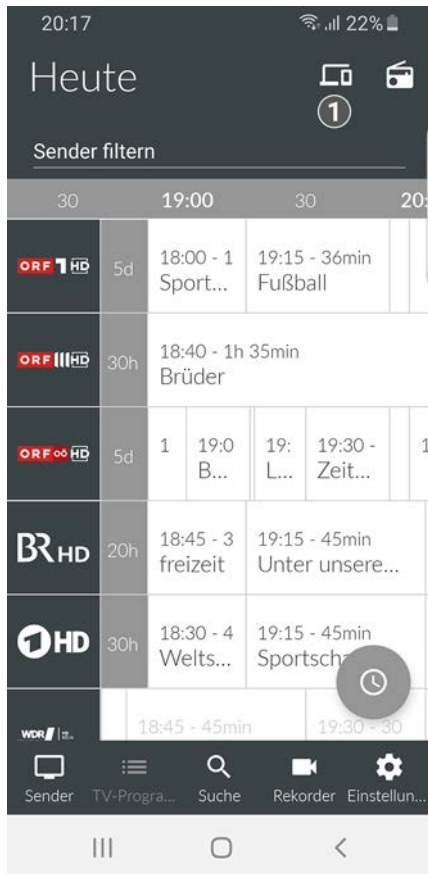 20:17
22%
Heute
1
Sender filtern
30 19:00 30 20:
ORF 1 HD 5d 18:00 - 1 19:15 - 36min
Sport... Fußball
ORF III HD 30h 18:40 - 1h 35min
Brüder
ORF oö HD 5d 1 19:0 19: 19:30 - 1
B... L... Zeit...
BR HD 20h 18:45 - 3 19:15 - 45min
freizeit Unter unsere...
1 HD 30h 18:30 - 4 19:15 - 45min
Welts... Sportsch
WDR 18:45 - 45min 19:30 - 30
Sender TV-Progra... Suche Rekorder Einstellun...